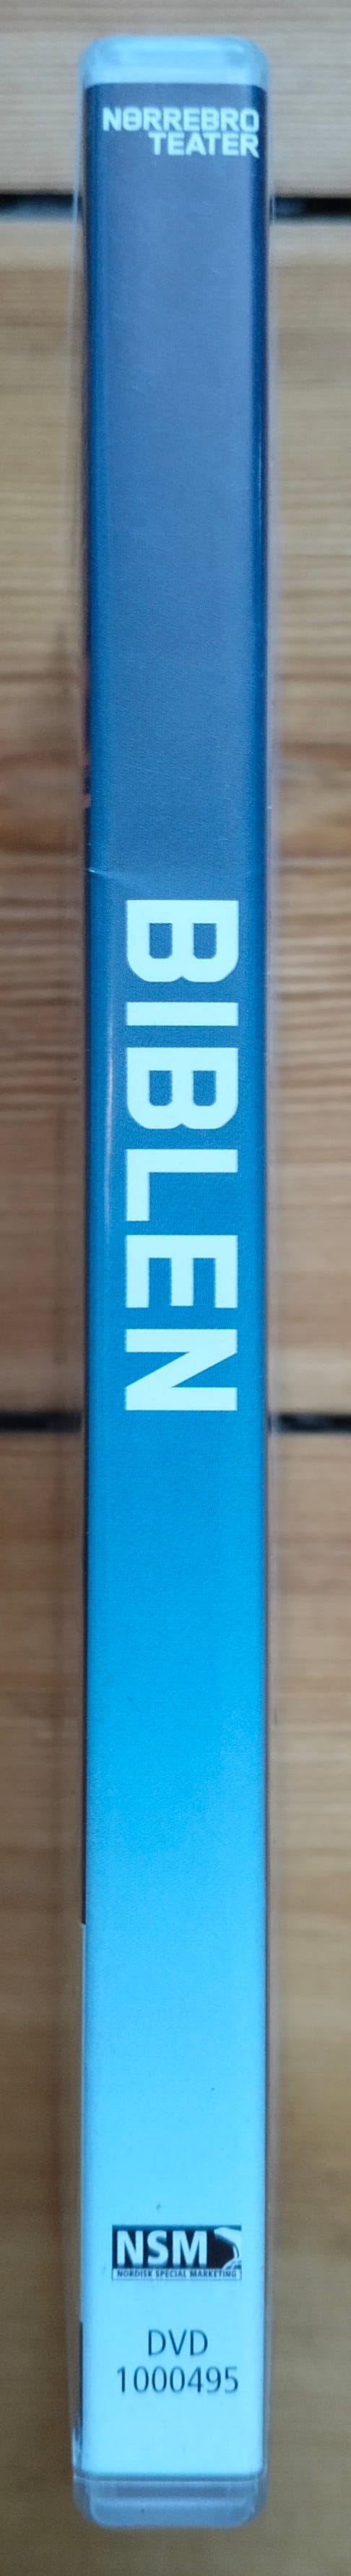 NØRREBRO
TEATER
BIBLEN
NSM
NORDISK SPECIAL MARKETING
DVD
1000495